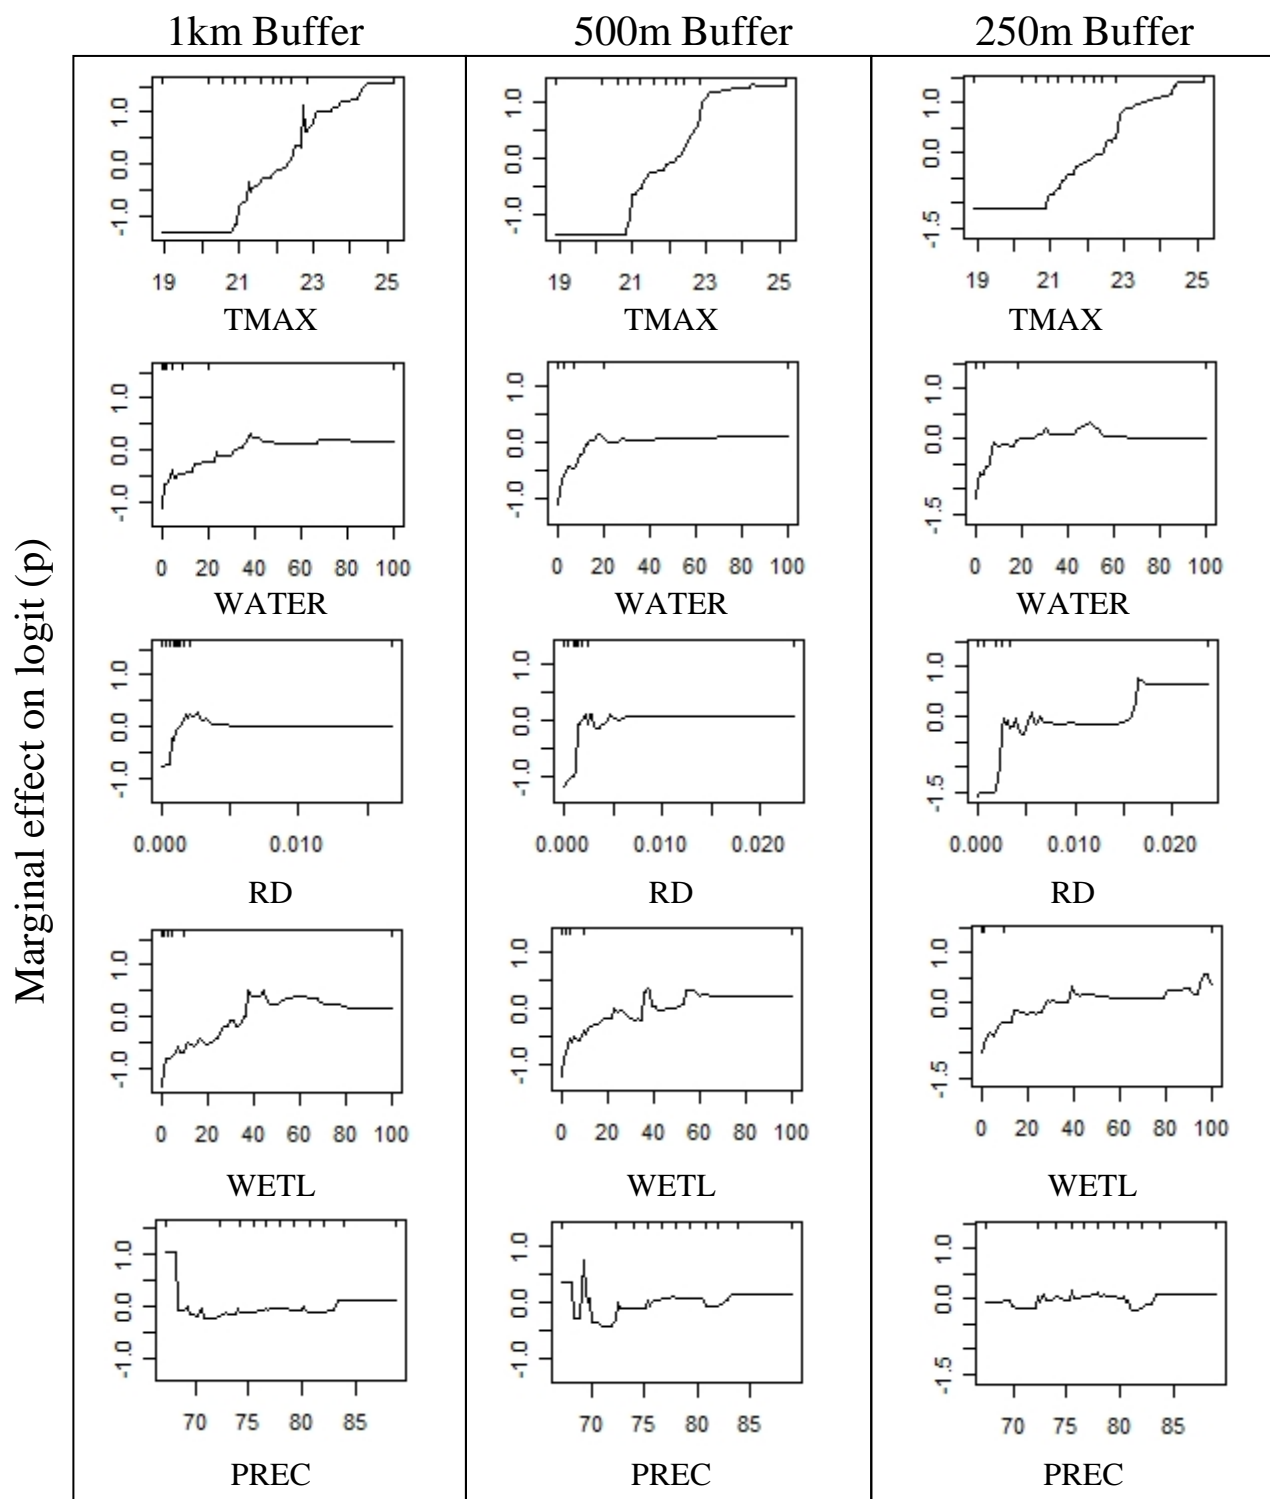 1km Buffer 500m Buffer 250m Buffer
Marginal effect on logit (p)
1.0 1.0 1.0
0.0 0.0 0.0
-1.0 -1.0 -1.5
19 21 23 25 19 21 23 25 19 21 23 25
TMAX TMAX TMAX
1.0 1.0 1.0
0.0 0.0 0.0
-1.0 -1.0 -1.5
0 20 40 60 80 100 0 20 40 60 80 100 0 20 40 60 80 100
WATER WATER WATER
1.0 1.0 1.0
0.0 0.0 0.0
-1.0 -1.0 -1.5
0.000 0.010 0.000 0.010 0.020 0.000 0.010 0.020
RD RD RD
1.0 1.0 1.0
0.0 0.0 0.0
-1.0 -1.0 -1.5
0 20 40 60 80 100 0 20 40 60 80 100 0 20 40 60 80 100
WETL WETL WETL
1.0 1.0 1.0
0.0 0.0 0.0
-1.0 -1.0 -1.5
70 75 80 85 70 75 80 85 70 75 80 85
PREC PREC PREC